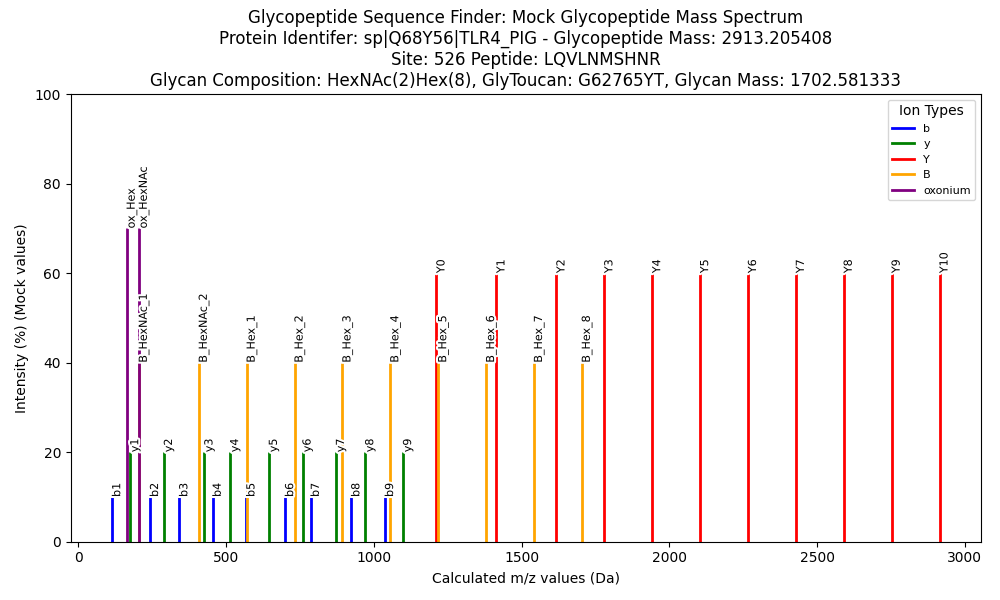 Glycopeptide Sequence Finder: Mock Glycopeptide Mass Spectrum
Protein Identifer: sp|Q68Y56|TLR4_PIG - Glycopeptide Mass: 2913.205408
Site: 526 Peptide: LQVLNMSHNR
Glycan Composition: HexNAc(2)Hex(8), GlyToucan: G62765YT, Glycan Mass: 1702.581333
Intensity (%) (Mock values)
100
80
60
40
20
0
Ion Types
b
y
Y
B
oxonium
ox_Hex
ox_HexNAc
Y0
Y1
Y2
Y3
Y4
Y5
Y6
Y7
Y8
Y9
Y10
B_HexNAc_1
B_HexNAc_2
B_Hex_1
B_Hex_2
B_Hex_3
B_Hex_4
B_Hex_5
B_Hex_6
B_Hex_7
B_Hex_8
y1
y2
y3
y4
y5
y6
y7
y8
y9
b1
b2
b3
b4
b5
b6
b7
b8
b9
0
500
1000
1500
2000
2500
3000
Calculated m/z values (Da)